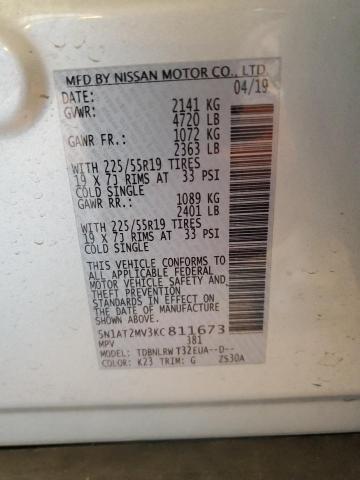 MFD BY NISSAN MOTOR CO., LTD.
DATE: 04/19
GVWR: 2141 KG
4720 LB
GAWR FR.: 1072 KG
2363 LB
WITH 225/55R19 TIRES
19 X 7J RIMS AT 33 PSI
COLD SINGLE
GAWR RR.: 1089 KG
2401 LB
WITH 225/55R19 TIRES
19 X 7J RIMS AT 33 PSI
COLD SINGLE
THIS VEHICLE CONFORMS TO
ALL APPLICABLE FEDERAL
MOTOR VEHICLE SAFETY
AND THEFT PREVENTION
STANDARDS IN EFFECT ON
THE DATE OF MANUFACTURE
SHOWN ABOVE.
5N1AT2MV3KC811673
MPV 381
MODEL: TDBNLRW T32EUA--D--
COLOR: K23 TRIM: G ZS30A